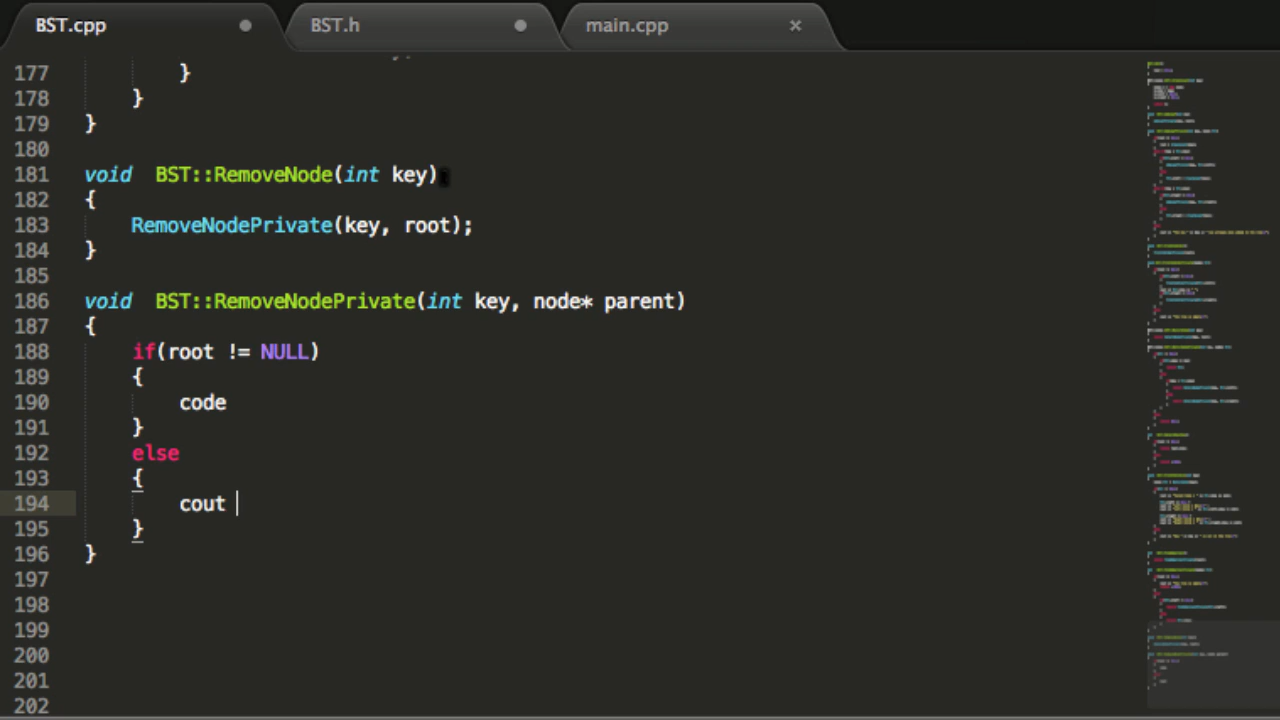 BST.cpp BST.h main.cpp ×
177 }
178 }
179 }
180
181 void BST::RemoveNode(int key)
182 {
183 RemoveNodePrivate(key, root);
184 }
185
186 void BST::RemoveNodePrivate(int key, node* parent)
187 {
188 if(root != NULL)
189 {
190 code
191 }
192 else
193 {
194 cout
195 }
196 }
197
198
199
200
201
202